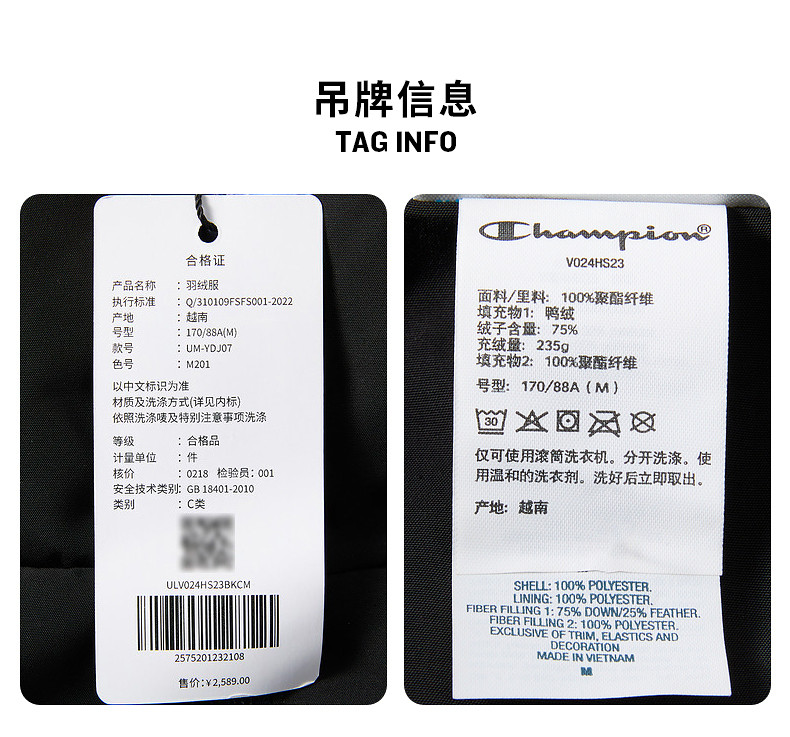 吊牌信息
TAG INFO
合格证
产品名称 : 羽绒服
执行标准 : Q/310109FSFS001-2022
产地 : 越南
号型 : 170/88A(M)
款号 : UM-YDJ07
色号 : M201
以中文标识为准
材质及洗涤方式(详见内标)
依照洗涤唛及特别注意事项洗涤
等级 : 合格品
计量单位 : 件
核价 : 0218 检验员: 001
安全技术类别: GB 18401-2010
类别 : C类
ULV024HS23BKCM
2575201232108
售价:¥2,589.00
Champion®
V024HS23
面料/里料: 100%聚酯纤维
填充物1: 鸭绒
绒子含量: 75%
充绒量: 235g
填充物2: 100%聚酯纤维
号型: 170/88A ( M )
30
仅可使用滚筒洗衣机。分开洗涤。使
用温和的洗衣剂。洗好后立即取出。
产地: 越南
SHELL: 100% POLYESTER.
LINING: 100% POLYESTER.
FIBER FILLING 1: 75% DOWN/25% FEATHER.
FIBER FILLING 2: 100% POLYESTER.
EXCLUSIVE OF TRIM, ELASTICS AND
DECORATION
MADE IN VIETNAM
M